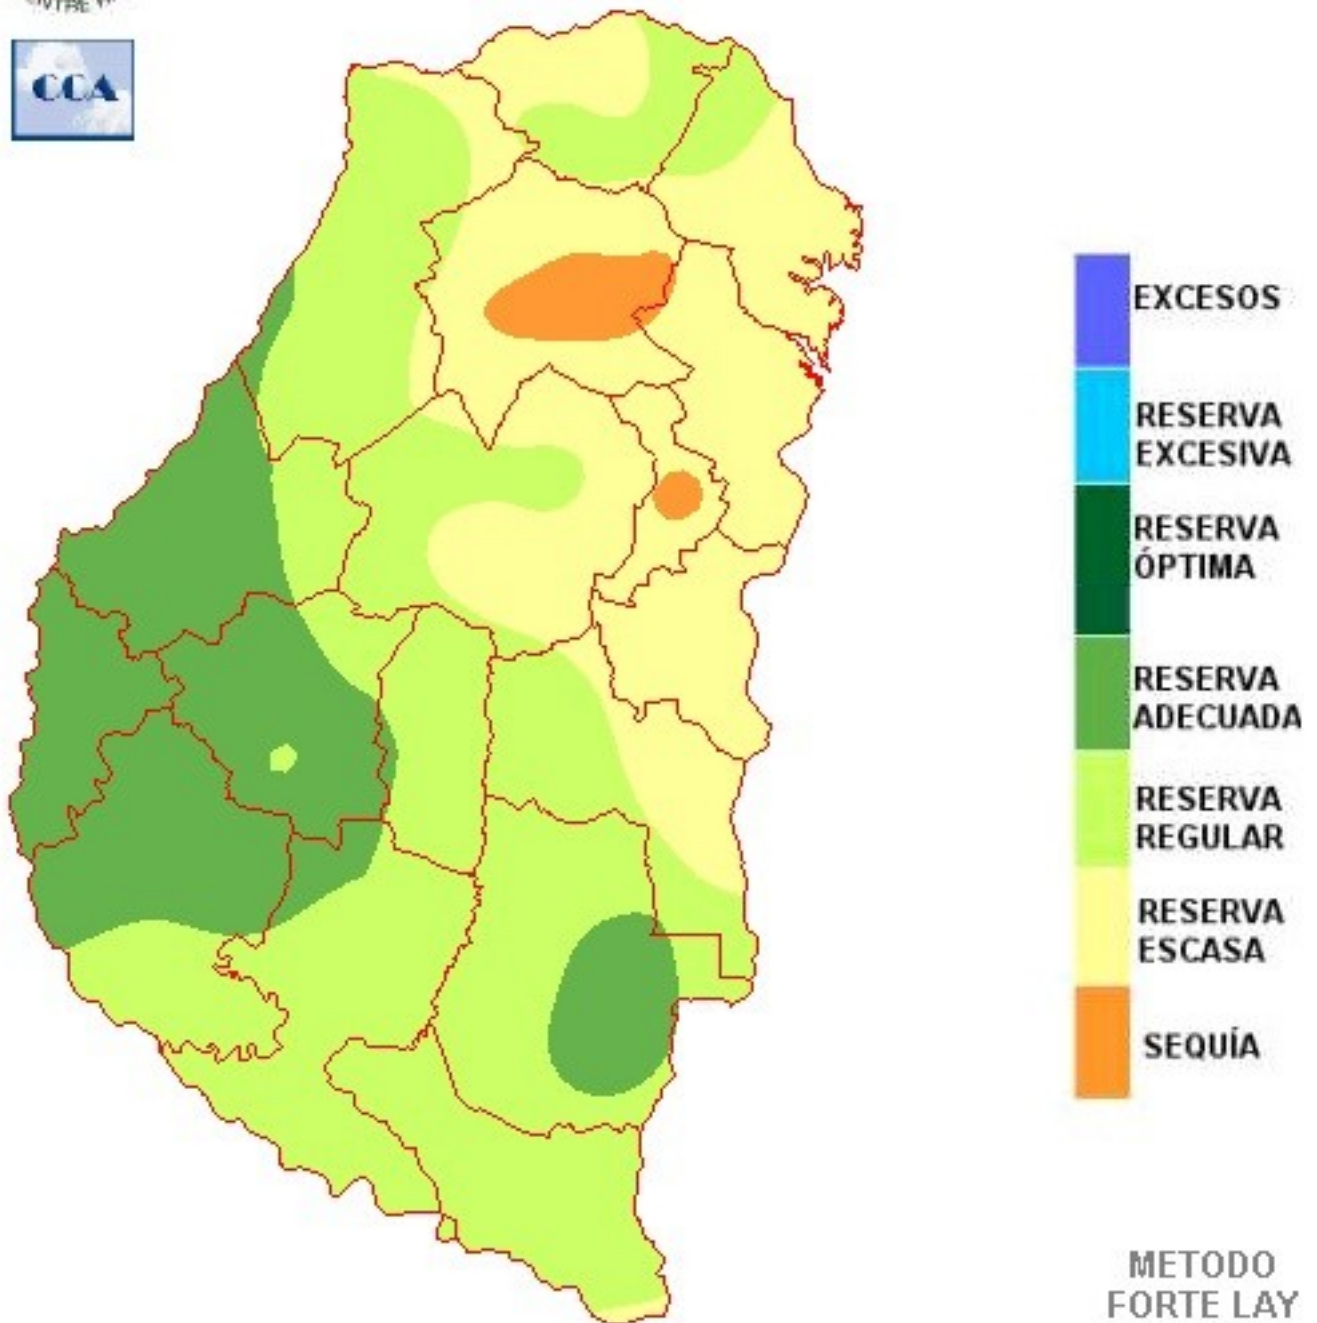 CCA
EXCESOS
RESERVA
EXCESIVA
RESERVA
ÓPTIMA
RESERVA
ADECUADA
RESERVA
REGULAR
RESERVA
ESCASA
SEQUÍA
METODO
FORTE LAY